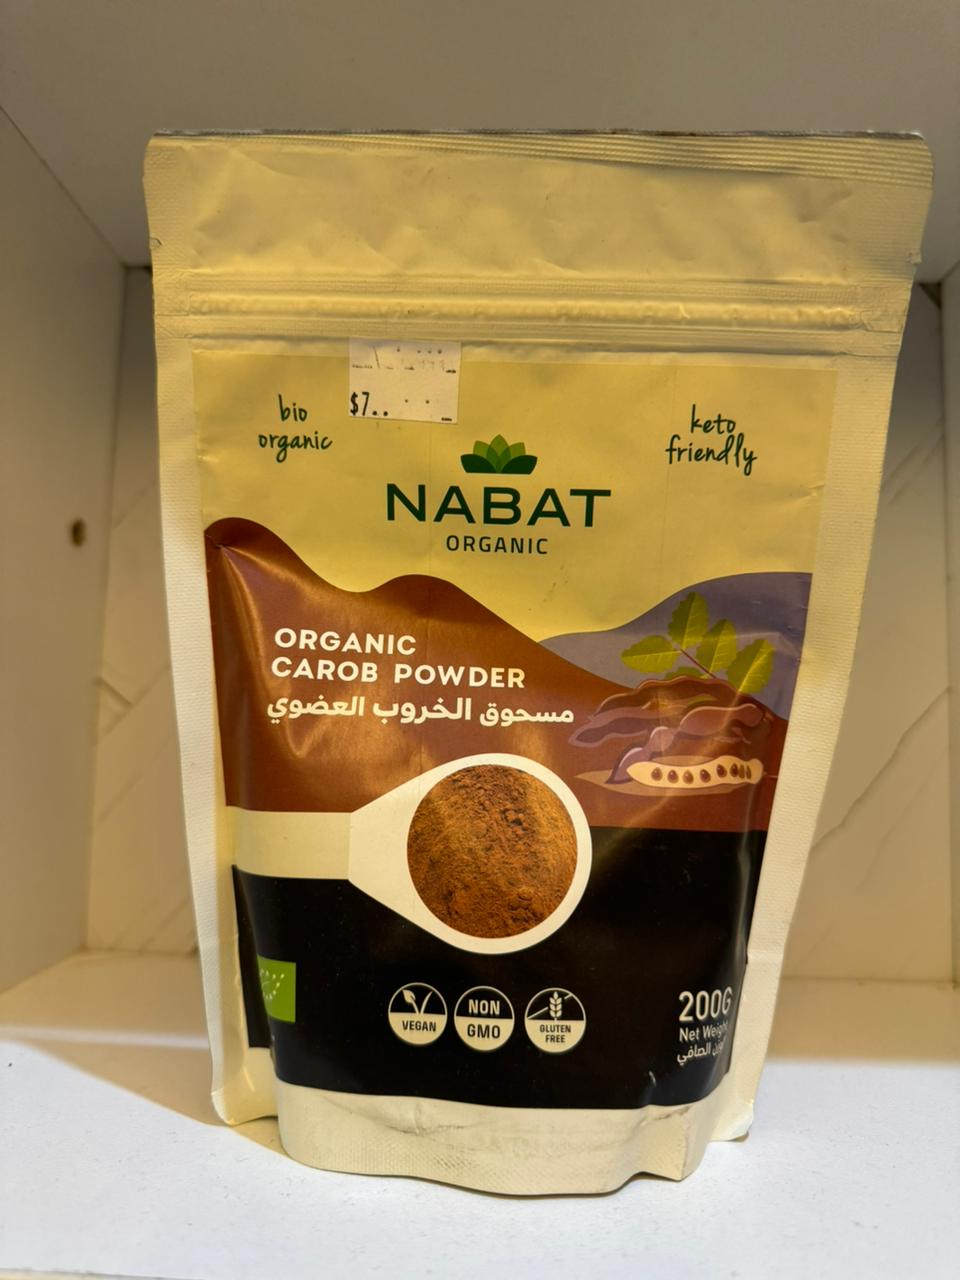 $7..
bio
organic
keto
friendly
NABAT
ORGANIC
ORGANIC
CAROB POWDER
مسحوق الخروب العضوي
VEGAN
NON
GMO
GLUTEN
FREE
200G
Net Weight
الصافي